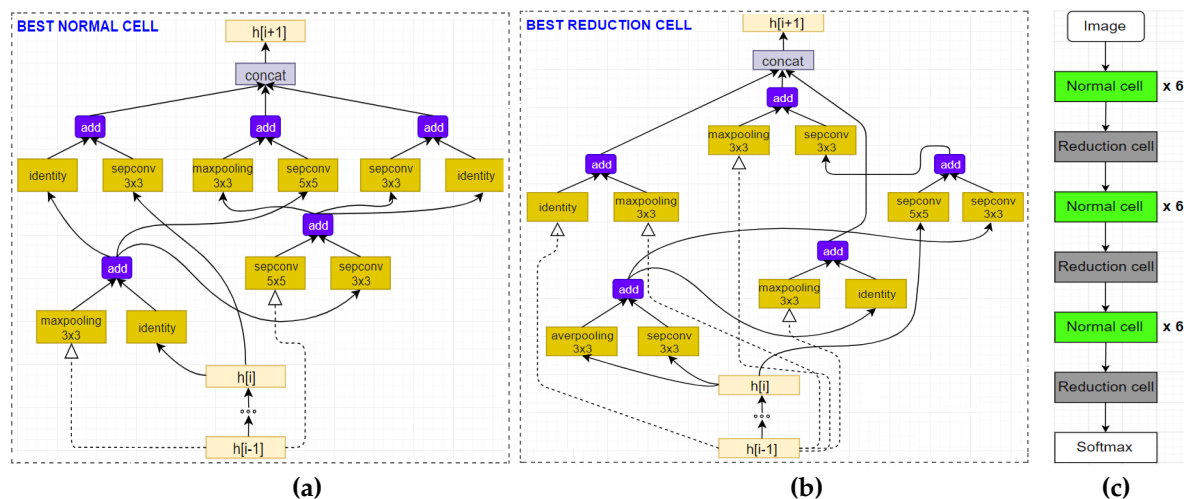 BEST NORMAL CELL
h[i+1]
concat
add
add
add
identity
sepconv
3x3
maxpooling
3x3
sepconv
5x5
sepconv
3x3
identity
add
add
sepconv
5x5
sepconv
3x3
maxpooling
3x3
identity
h[i]
h[i-1]
(a)
BEST REDUCTION CELL
h[i+1]
concat
add
maxpooling
3x3
sepconv
3x3
add
add
identity
maxpooling
3x3
sepconv
5x5
sepconv
3x3
add
add
maxpooling
3x3
identity
averpooling
3x3
sepconv
3x3
h[i]
h[i-1]
(b)
Image
Normal cell x 6
Reduction cell
Normal cell x 6
Reduction cell
Normal cell x 6
Reduction cell
Softmax
(c)